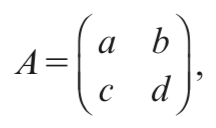 A = ( a b
c d ),